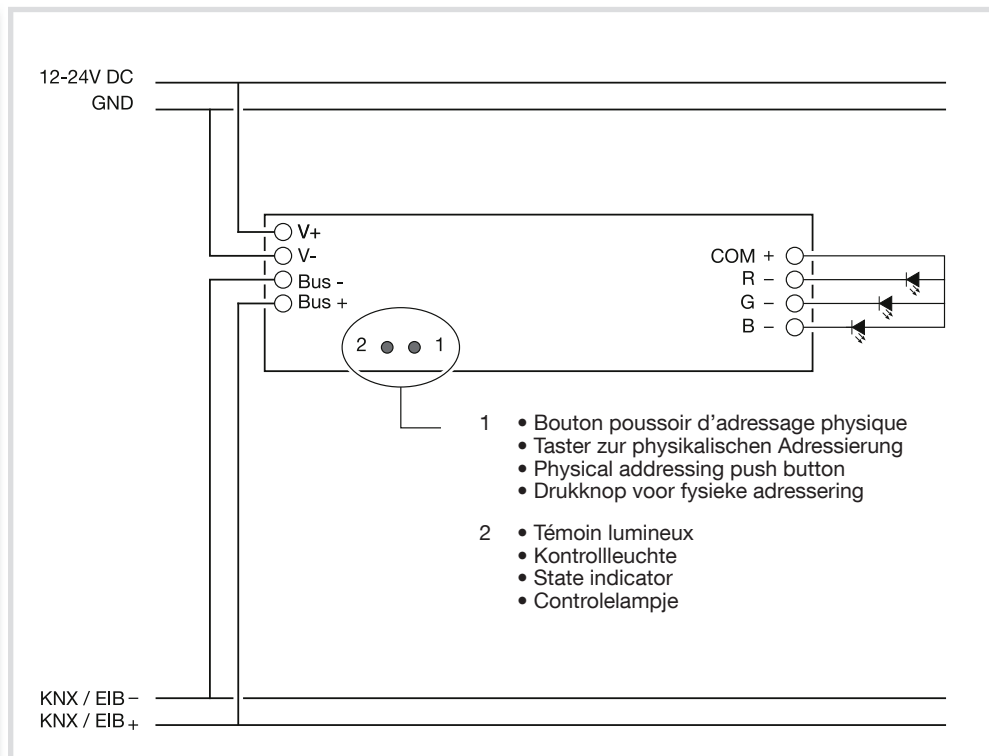 12-24V DC
GND
V+
V-
Bus -
Bus +
COM +
R -
G -
B -
2 1
1 • Bouton poussoir d'adressage physique
• Taster zur physikalischen Adressierung
• Physical addressing push button
• Drukknop voor fysieke adressering
2 • Témoin lumineux
• Kontrollleuchte
• State indicator
• Controlelampje
KNX / EIB -
KNX / EIB +